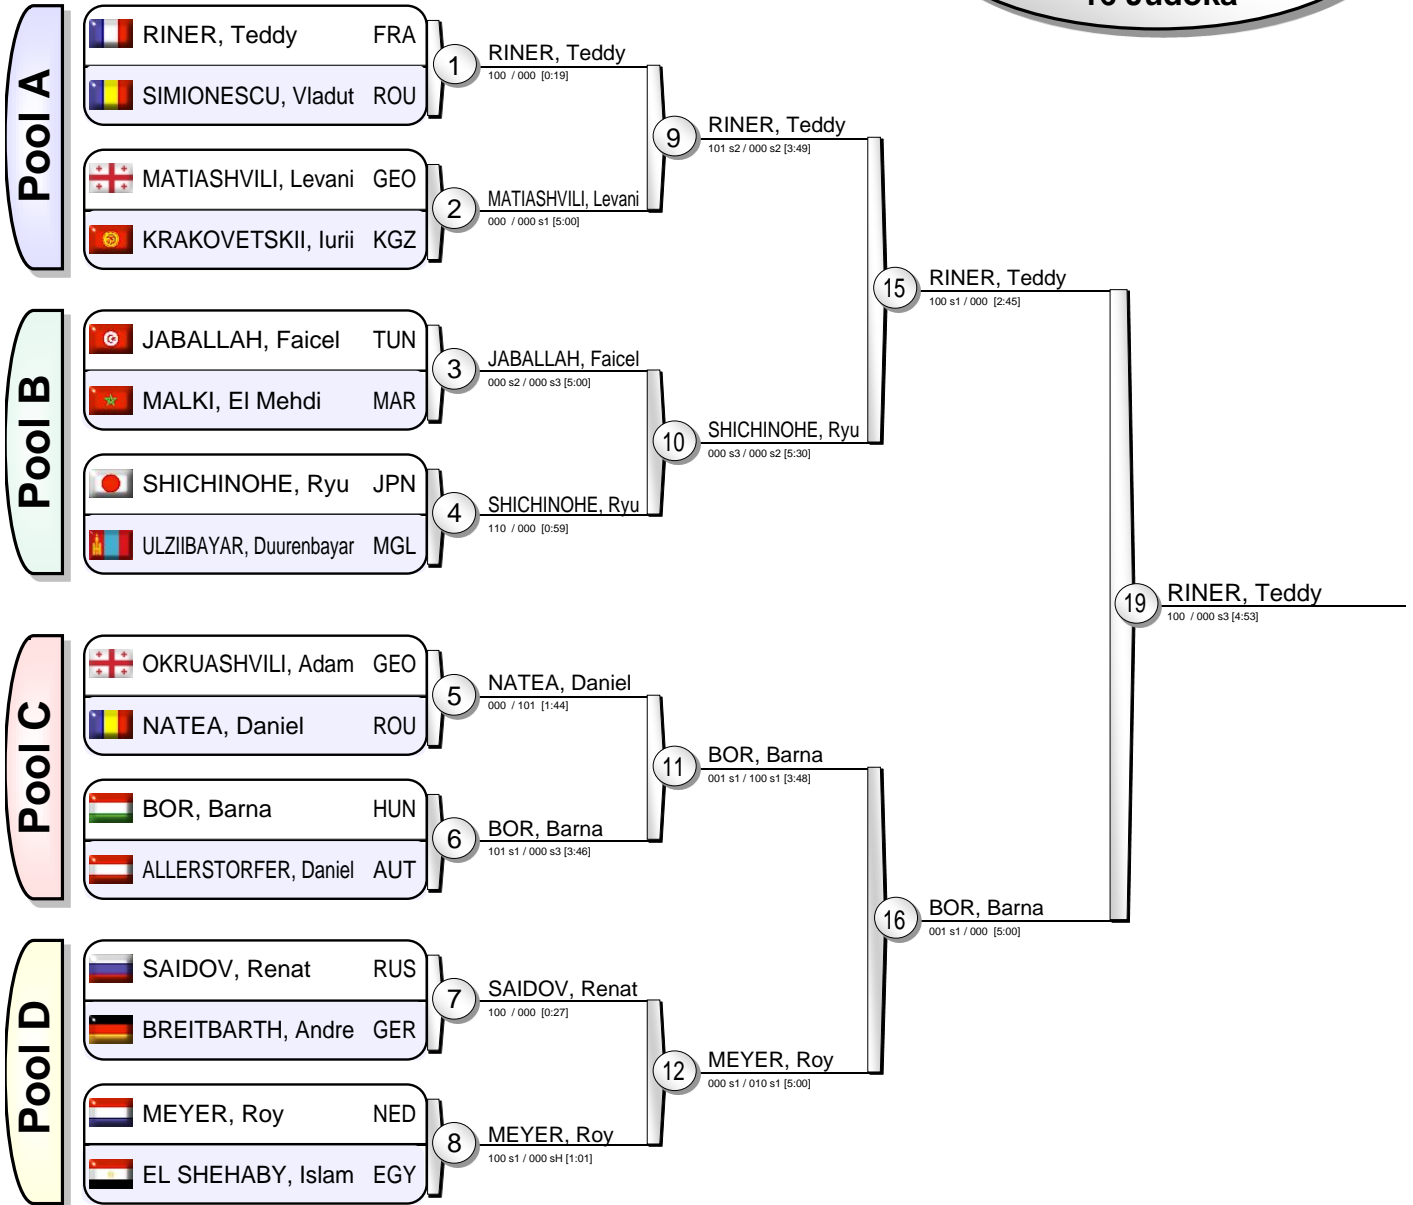 16 Judoka
Pool A
RINER, Teddy FRA
SIMIONESCU, Vladut ROU
1
RINER, Teddy
100 / 000 [0:19]
MATIASHVILI, Levani GEO
KRAKOVETSKII, Iurii KGZ
2
MATIASHVILI, Levani
000 / 000 s1 [5:00]
9
RINER, Teddy
101 s2 / 000 s2 [3:49]
Pool B
JABALLAH, Faicel TUN
MALKI, El Mehdi MAR
3
JABALLAH, Faicel
000 s2 / 000 s3 [5:00]
SHICHINOHE, Ryu JPN
ULZIIBAYAR, Duurenbayar MGL
4
SHICHINOHE, Ryu
110 / 000 [0:59]
10
SHICHINOHE, Ryu
000 s3 / 000 s2 [5:30]
15
RINER, Teddy
100 s1 / 000 [2:45]
Pool C
OKRUASHVILI, Adam GEO
NATEA, Daniel ROU
5
NATEA, Daniel
000 / 101 [1:44]
BOR, Barna HUN
ALLERSTORFER, Daniel AUT
6
BOR, Barna
101 s1 / 000 s3 [3:46]
11
BOR, Barna
001 s1 / 100 s1 [3:48]
Pool D
SAIDOV, Renat RUS
BREITBARTH, Andre GER
7
SAIDOV, Renat
100 / 000 [0:27]
MEYER, Roy NED
EL SHEHABY, Islam EGY
8
MEYER, Roy
100 s1 / 000 sH [1:01]
12
MEYER, Roy
000 s1 / 010 s1 [5:00]
16
BOR, Barna
001 s1 / 000 [5:00]
19
RINER, Teddy
100 / 000 s3 [4:53]